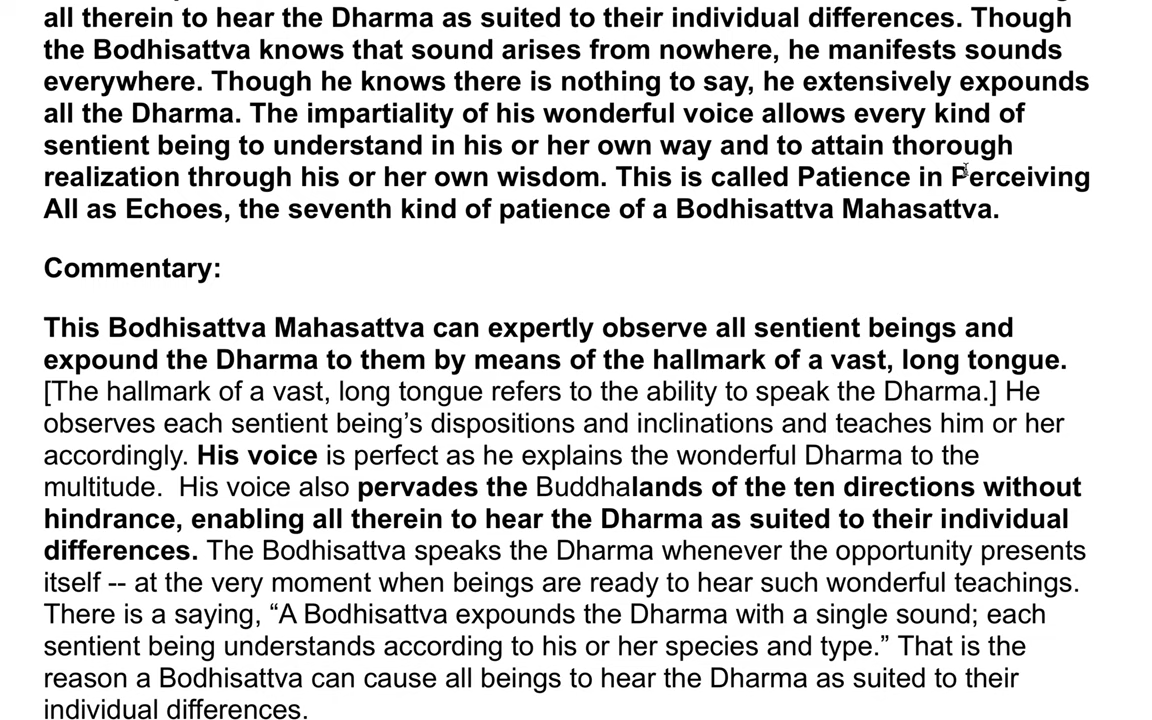 all therein to hear the Dharma as suited to their individual differences. Though
the Bodhisattva knows that sound arises from nowhere, he manifests sounds
everywhere. Though he knows there is nothing to say, he extensively expounds
all the Dharma. The impartiality of his wonderful voice allows every kind of
sentient being to understand in his or her own way and to attain thorough
realization through his or her own wisdom. This is called Patience in Perceiving
All as Echoes, the seventh kind of patience of a Bodhisattva Mahasattva.
Commentary:
This Bodhisattva Mahasattva can expertly observe all sentient beings and
expound the Dharma to them by means of the hallmark of a vast, long tongue.
[The hallmark of a vast, long tongue refers to the ability to speak the Dharma.] He
observes each sentient being’s dispositions and inclinations and teaches him or her
accordingly. His voice is perfect as he explains the wonderful Dharma to the
multitude.  His voice also pervades the Buddhalands of the ten directions without
hindrance, enabling all therein to hear the Dharma as suited to their individual
differences. The Bodhisattva speaks the Dharma whenever the opportunity presents
itself -- at the very moment when beings are ready to hear such wonderful teachings.
There is a saying, “A Bodhisattva expounds the Dharma with a single sound; each
sentient being understands according to his or her species and type.” That is the
reason a Bodhisattva can cause all beings to hear the Dharma as suited to their
individual differences.